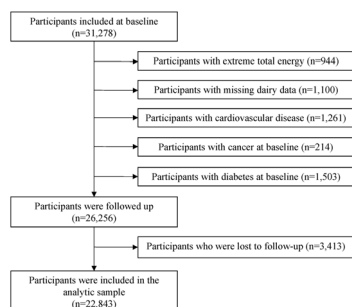 Participants included at baseline
(n=31,278)
Participants with extreme total energy (n=944)
Participants with missing dairy data (n=1,100)
Participants with cardiovascular disease (n=1,261)
Participants with cancer at baseline (n=214)
Participants with diabetes at baseline (n=1,503)
Participants were followed up
(n=26,256)
Participants who were lost to follow-up (n=3,413)
Participants were included in the
analytic sample
(n=22,843)